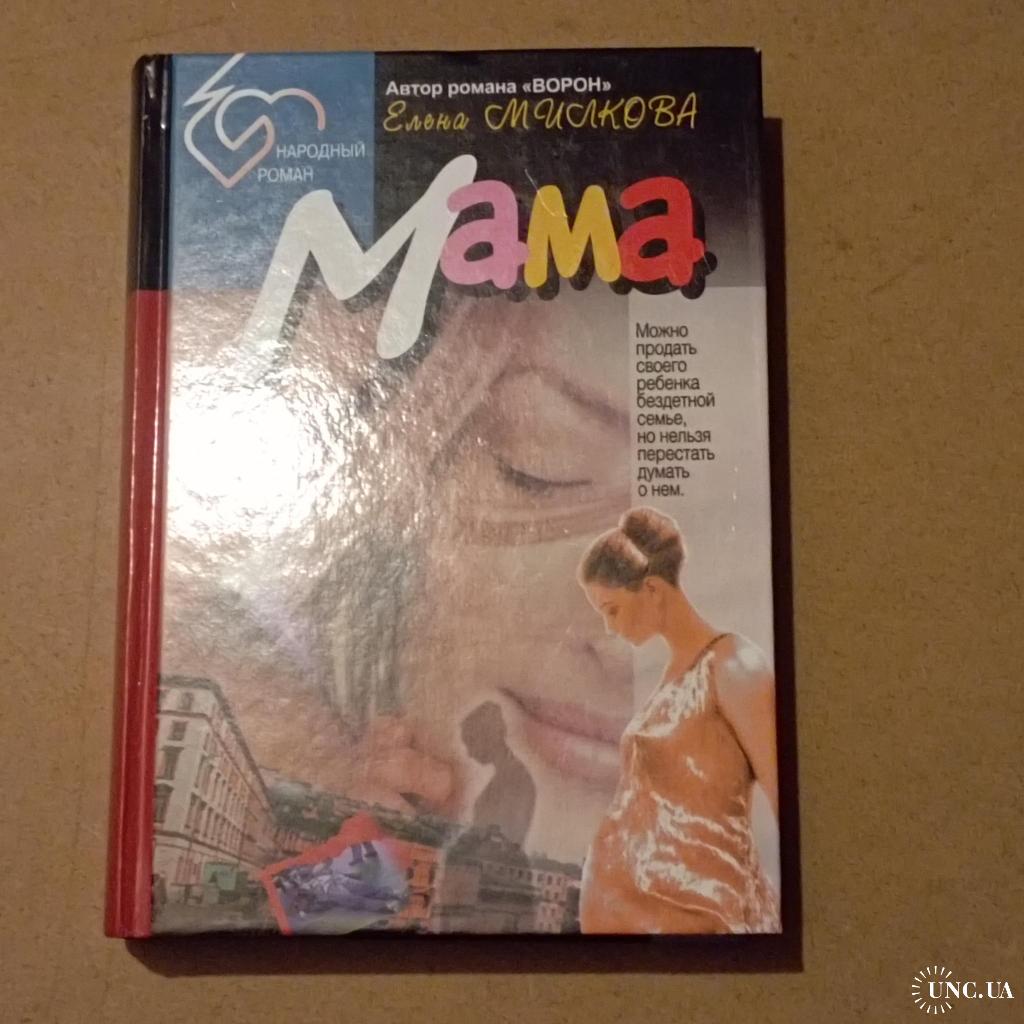 Автор романа «ВОРОН»
Елена МИЛКОВА
НАРОДНЫЙ
РОМАН
Мама
Можно
продать
своего
ребенка
бездетной
семье,
но нельзя
перестать
думать
о нем.
UNC.UA